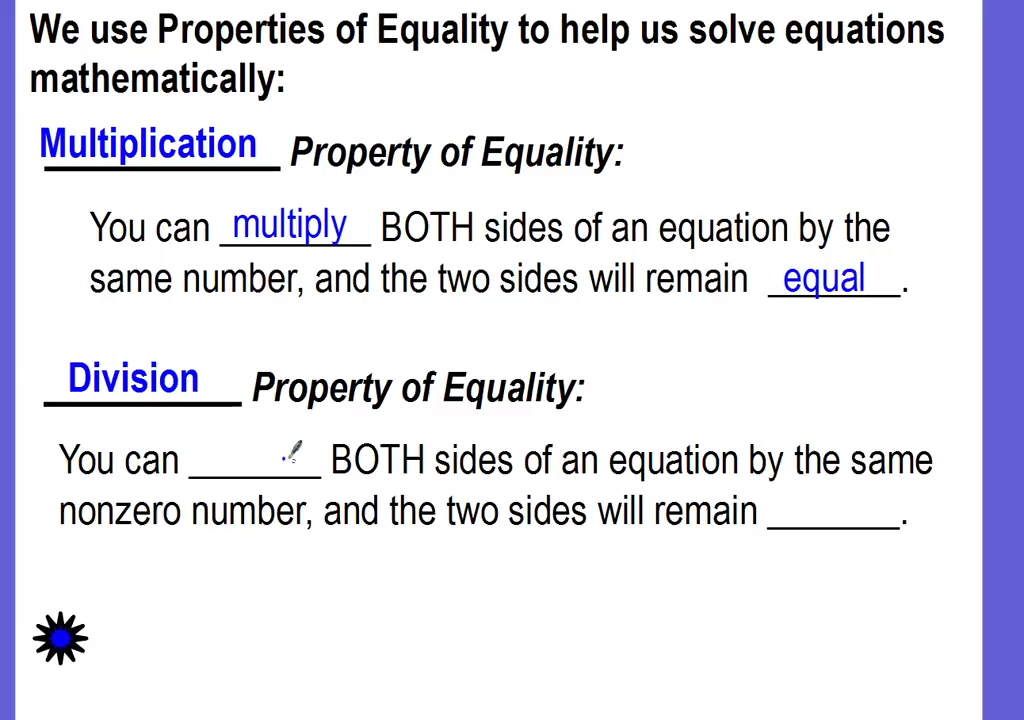 We use Properties of Equality to help us solve equations
mathematically:
Multiplication Property of Equality:
You can multiply BOTH sides of an equation by the
same number, and the two sides will remain equal.
Division Property of Equality:
You can _______ BOTH sides of an equation by the same
nonzero number, and the two sides will remain _______.